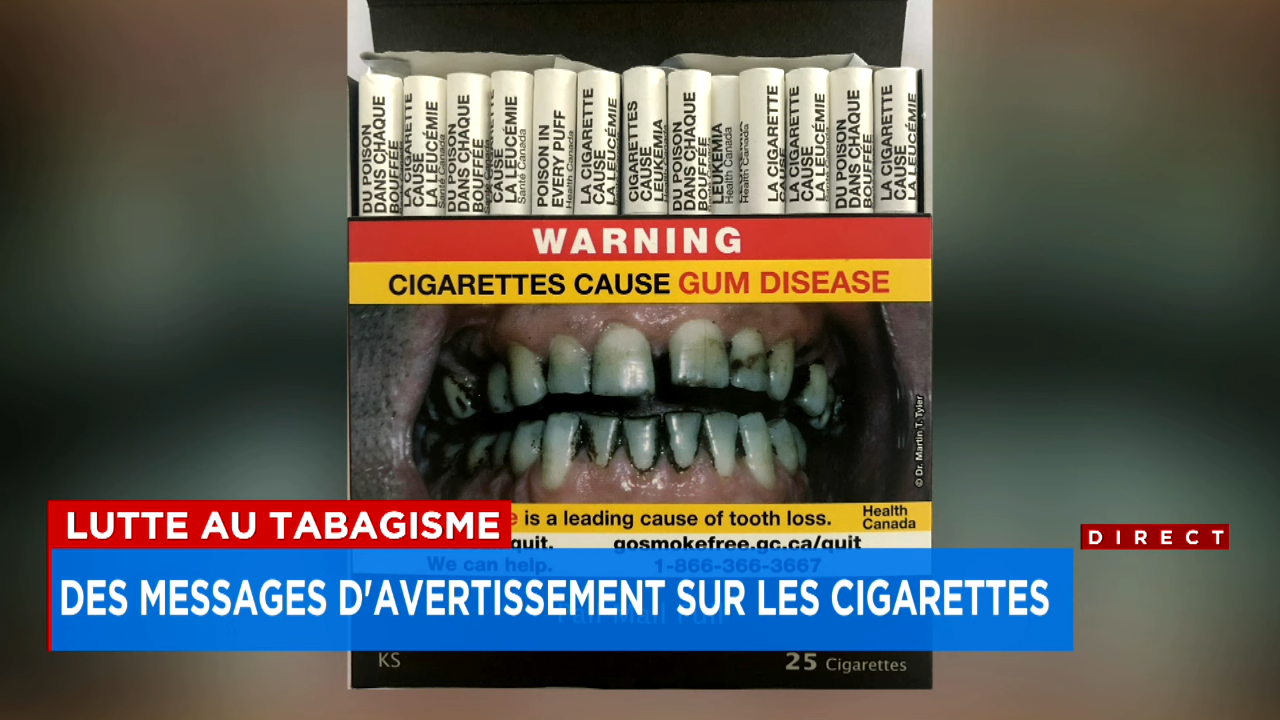 DU POISON
DANS CHAQUE
BOUFFÉE
LA CIGARETTE
CAUSE
LA LEUCÉMIE
DU POISON
DANS CHAQUE
BOUFFÉE
CAUSE
LA LEUCÉMIE
Santé Canada
POISON IN
EVERY PUFF
Health Canada
LA CIGARETTE
CAUSE
LA LEUCÉMIE
CIGARETTES
CAUSE
LEUKEMIA
DU POISON
DANS CHAQUE
BOUFFÉE
LEUKEMIA
Health Canada
Health Canada
LA CIGARETTE
CAUSE
LA CIGARETTE
CAUSE
LA LEUCÉMIE
Santé Canada
DU POISON
DANS CHAQUE
BOUFFÉE
LA CIGARETTE
CAUSE
LA LEUCÉMIE
WARNING
CIGARETTES CAUSE GUM DISEASE
© Dr. Martin T. Tyler
is a leading cause of tooth loss.
Health
Canada
quit.
gosmokefree.gc.ca/quit
We can help.
1-866-366-3667
LUTTE AU TABAGISME
DIRECT
DES MESSAGES D'AVERTISSEMENT SUR LES CIGARETTES
KS
25 Cigarettes